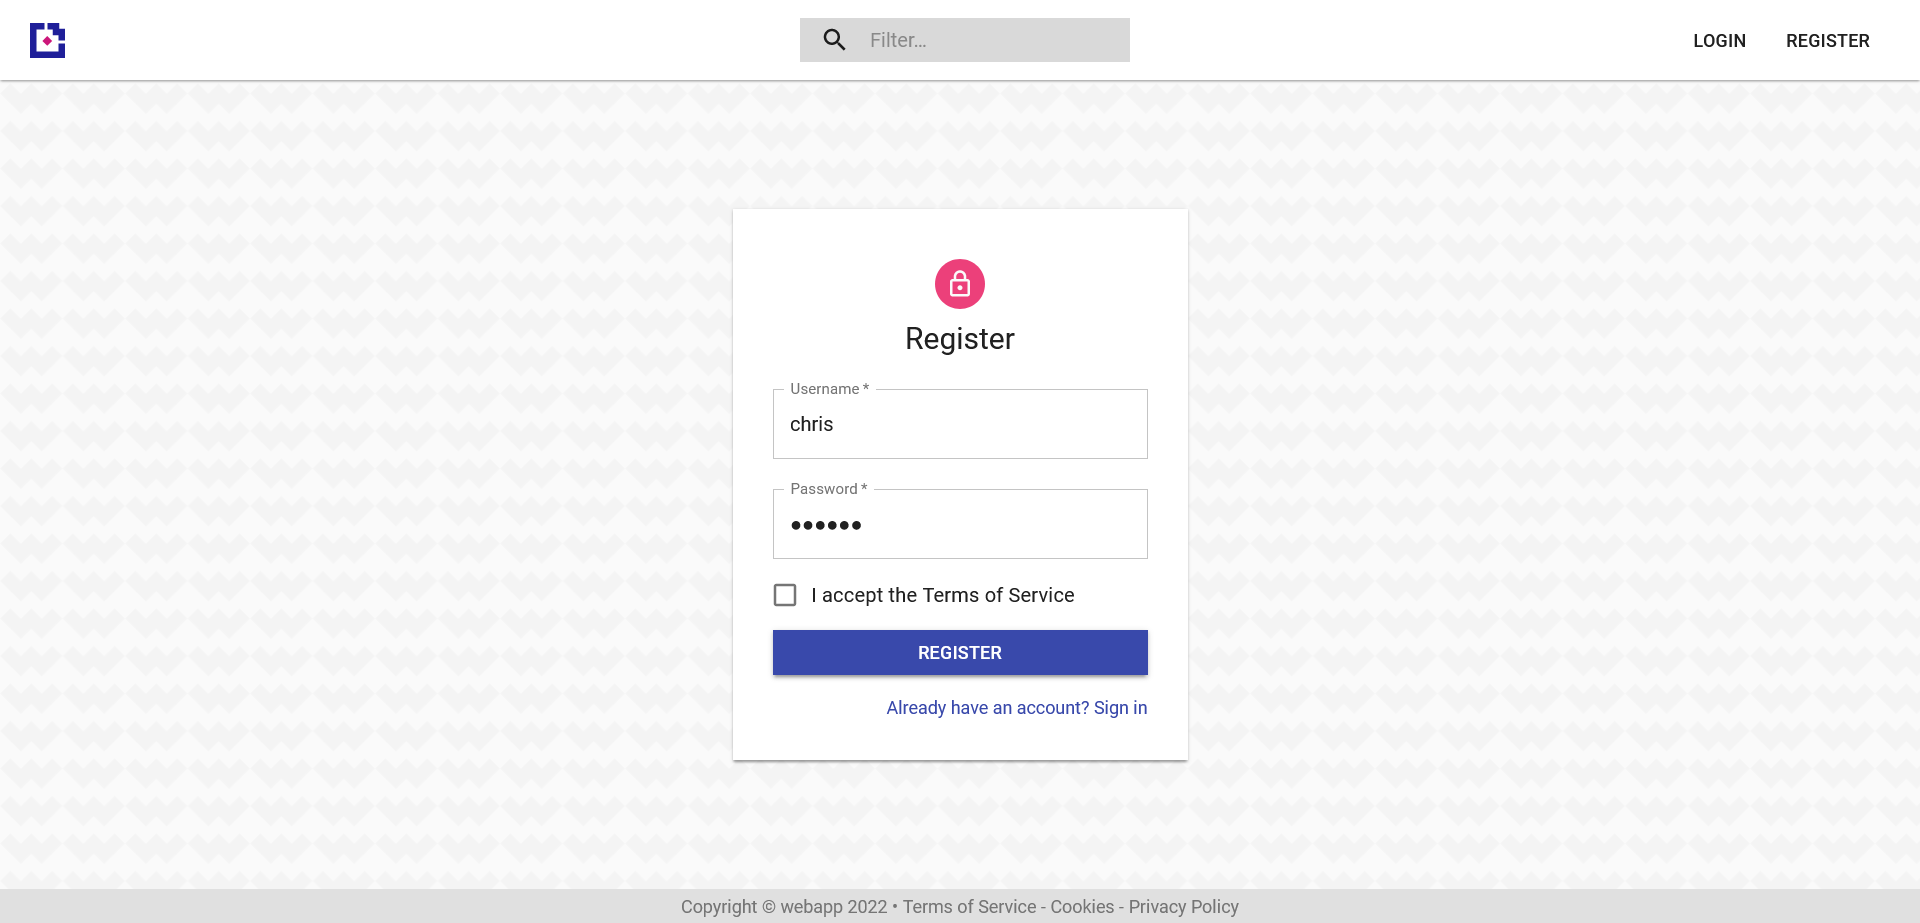 Filter...
LOGIN
REGISTER
Register
Username *
chris
Password *
••••••
I accept the Terms of Service
REGISTER
Already have an account? Sign in
Copyright © webapp 2022 • Terms of Service - Cookies - Privacy Policy